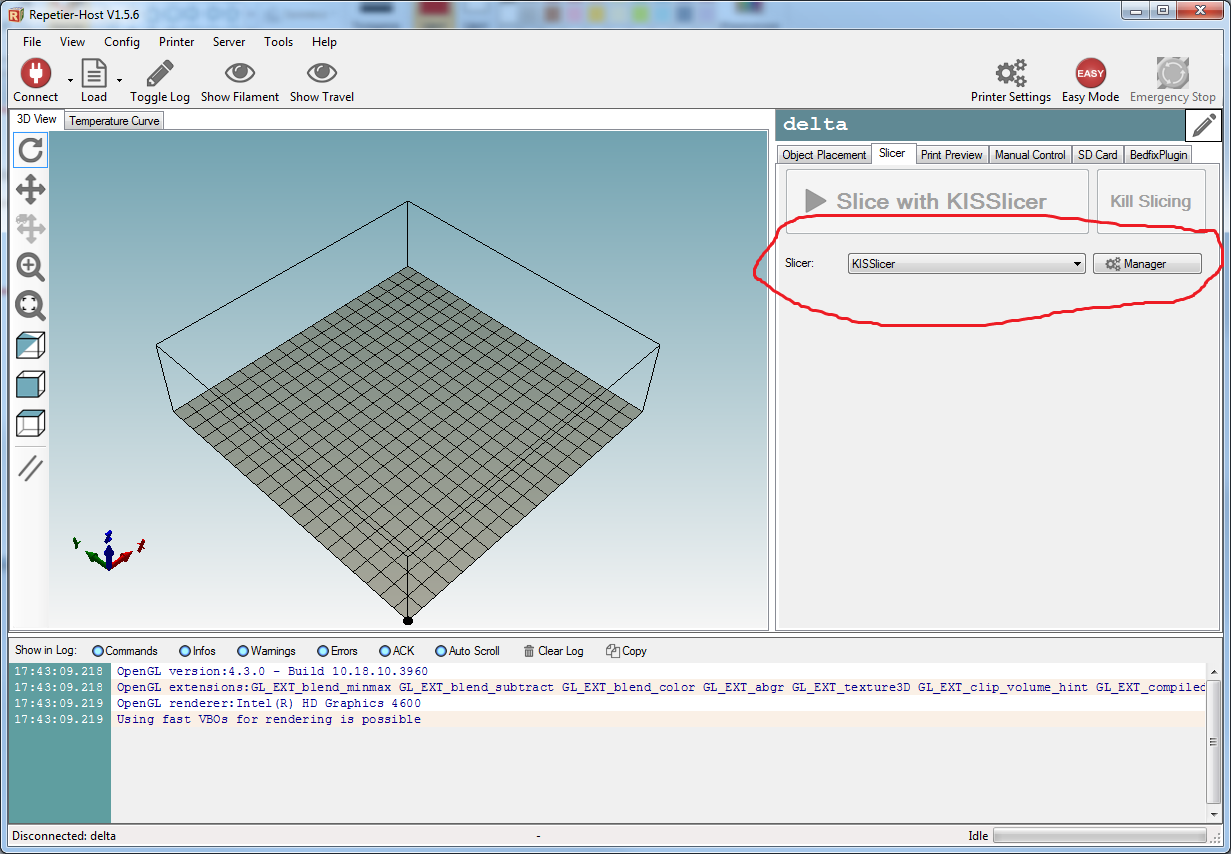 Repetier-Host V1.5.6
File View Config Printer Server Tools Help
Connect Load Toggle Log Show Filament Show Travel Printer Settings EASY Easy Mode Emergency Stop
3D View Temperature Curve
delta
Object Placement Slicer Print Preview Manual Control SD Card BedfixPlugin
Slice with KISSlicer Kill Slicing
Slicer: KISSlicer Manager
Y Z X
Show in Log: Commands Infos Warnings Errors ACK Auto Scroll Clear Log Copy
17:43:09.218 OpenGL version:4.3.0 - Build 10.18.10.3960
17:43:09.218 OpenGL extensions:GL_EXT_blend_minmax GL_EXT_blend_subtract GL_EXT_blend_color GL_EXT_abgr GL_EXT_texture3D GL_EXT_clip_volume_hint GL_EXT_compiled
17:43:09.219 OpenGL renderer:Intel(R) HD Graphics 4600
17:43:09.219 Using fast VBOs for rendering is possible
Disconnected: delta - Idle